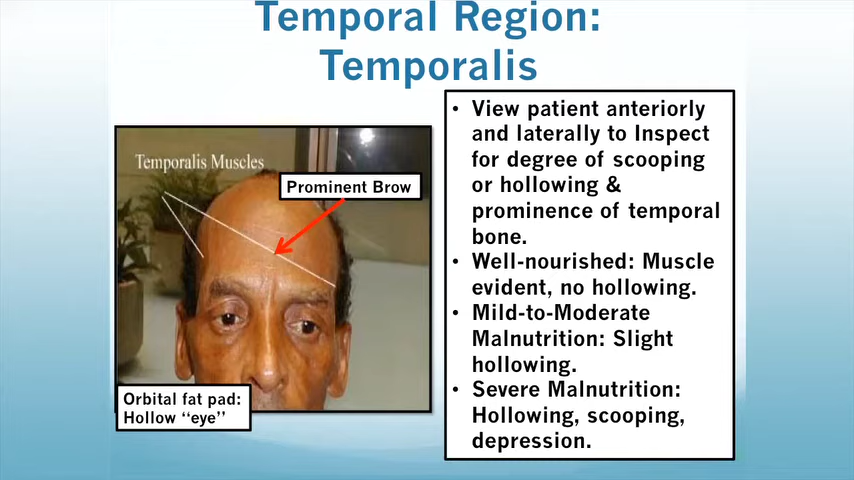 Temporal Region:
Temporalis
Temporalis Muscles
Prominent Brow
Orbital fat pad:
Hollow “eye”
• View patient anteriorly
and laterally to Inspect
for degree of scooping
or hollowing &
prominence of temporal
bone.
• Well-nourished: Muscle
evident, no hollowing.
• Mild-to-Moderate
Malnutrition: Slight
hollowing.
• Severe Malnutrition:
Hollowing, scooping,
depression.